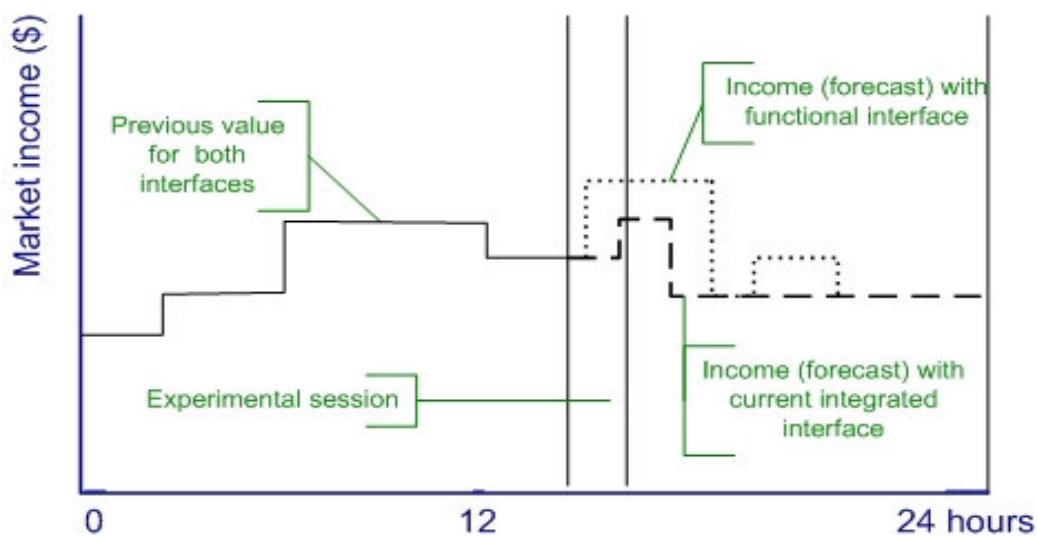 Market income ($)
Previous value
for both
interfaces
Income (forecast) with
functional interface
Experimental session
Income (forecast) with
current integrated
interface
0
12
24 hours